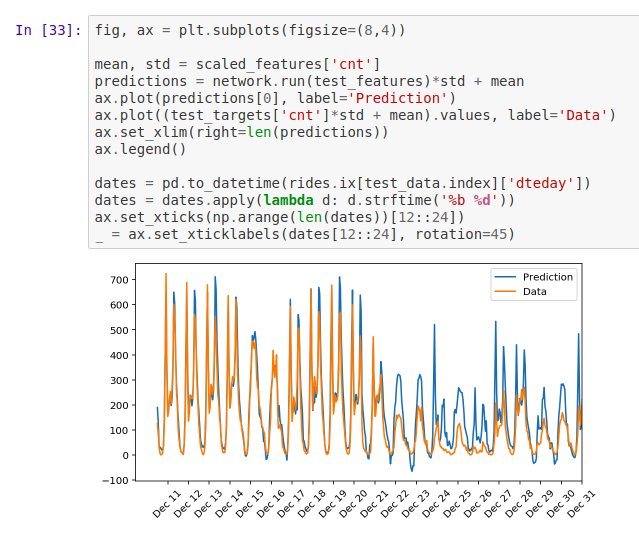 In [33]: fig, ax = plt.subplots(figsize=(8,4))
mean, std = scaled_features['cnt']
predictions = network.run(test_features)*std + mean
ax.plot(predictions[0], label='Prediction')
ax.plot((test_targets['cnt']*std + mean).values, label='Data')
ax.set_xlim(right=len(predictions))
ax.legend()
dates = pd.to_datetime(rides.ix[test_data.index]['dteday'])
dates = dates.apply(lambda d: d.strftime('%b %d'))
ax.set_xticks(np.arange(len(dates))[12::24])
_ = ax.set_xticklabels(dates[12::24], rotation=45)
Prediction
Data
700
600
500
400
300
200
100
0
−100
Dec 11
Dec 12
Dec 13
Dec 14
Dec 15
Dec 16
Dec 17
Dec 18
Dec 19
Dec 20
Dec 21
Dec 22
Dec 23
Dec 24
Dec 25
Dec 26
Dec 27
Dec 28
Dec 29
Dec 30
Dec 31